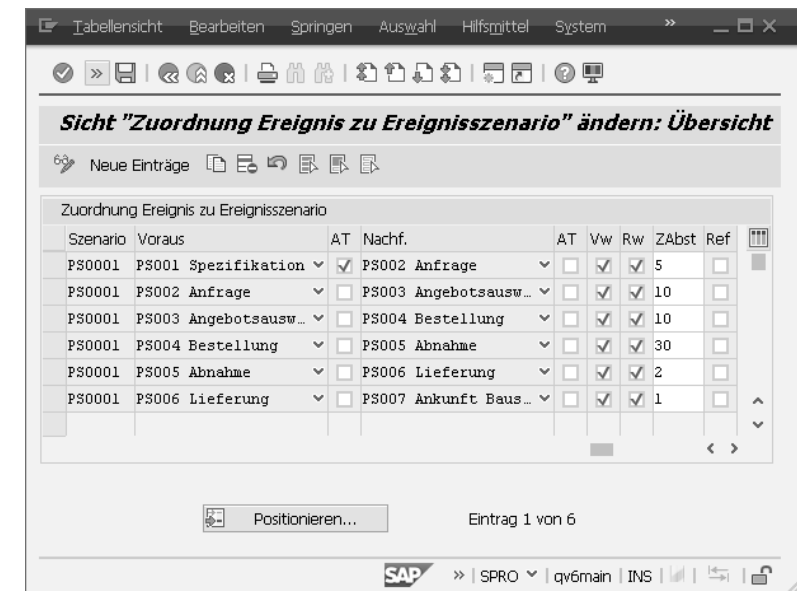 Tabellensicht Bearbeiten Springen Auswahl Hilfsmittel System »
»
Sicht "Zuordnung Ereignis zu Ereignisszenario" ändern: Übersicht
Neue Einträge
Zuordnung Ereignis zu Ereignisszenario
Szenario Voraus AT Nachf. AT Vw Rw ZAbst Ref
PS0001 PS001 Spezifikation PS002 Anfrage 5
PS0001 PS002 Anfrage PS003 Angebotsausw… 10
PS0001 PS003 Angebotsausw… PS004 Bestellung 10
PS0001 PS004 Bestellung PS005 Abnahme 30
PS0001 PS005 Abnahme PS006 Lieferung 2
PS0001 PS006 Lieferung PS007 Ankunft Baus… 1
Positionieren... Eintrag 1 von 6
SAP » SPRO qv6main INS